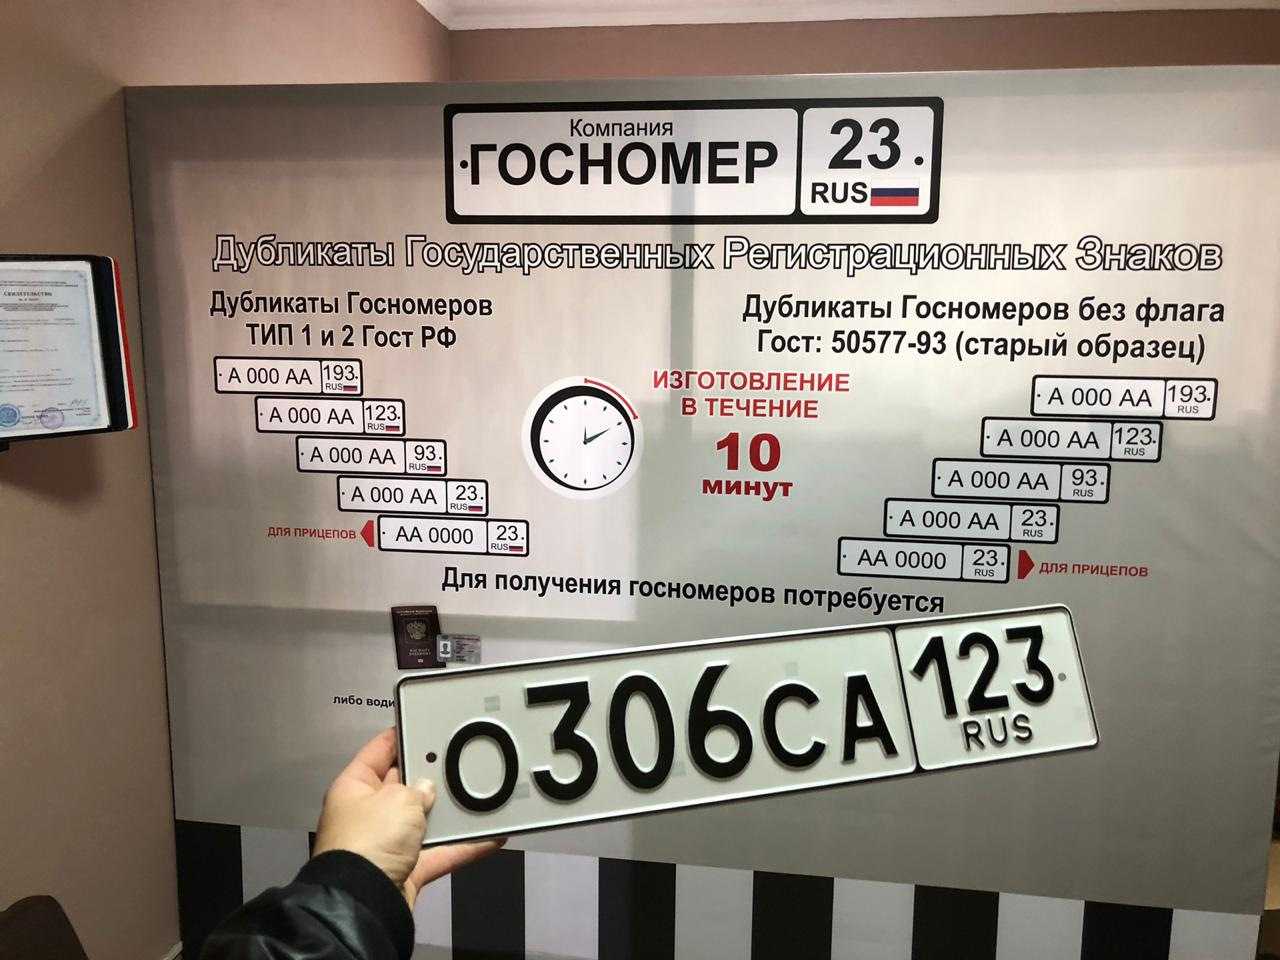 Компания
ГОСНОМЕР
23
RUS
Дубликаты Государственных Регистрационных Знаков
Дубликаты Госномеров
ТИП 1 и 2 Гост РФ
Дубликаты Госномеров без флага
Гост: 50577-93 (старый образец)
А 000 АА 193
RUS
А 000 АА 123
RUS
А 000 АА 93
RUS
А 000 АА 23
RUS
ДЛЯ ПРИЦЕПОВ
АА 0000 23
RUS
ИЗГОТОВЛЕНИЕ
В ТЕЧЕНИЕ
10
минут
А 000 АА 193
RUS
А 000 АА 123
RUS
А 000 АА 93
RUS
А 000 АА 23
RUS
АА 0000 23
RUS
ДЛЯ ПРИЦЕПОВ
Для получения госномеров потребуется
либо води
О306СА 123
RUS
СВИДЕТЕЛЬСТВО